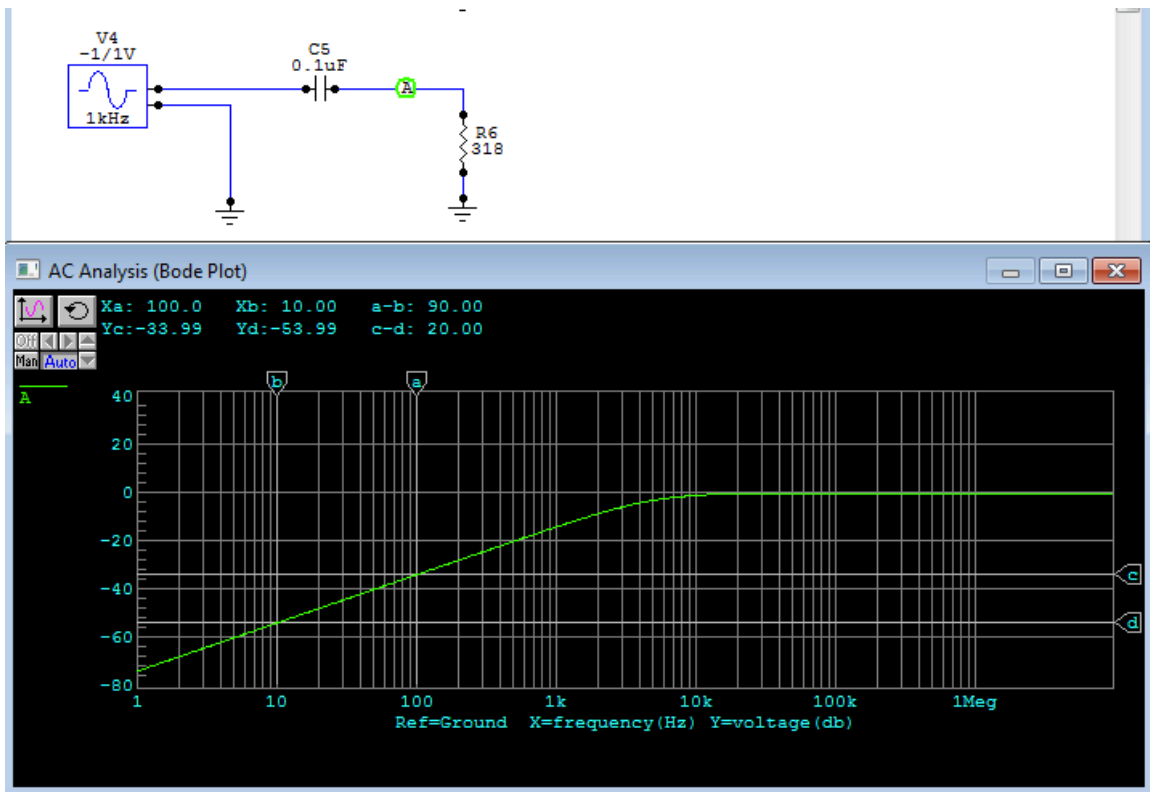 V4
-1/1V
1kHz
C5
0.1uF
A
R6
318
AC Analysis (Bode Plot)
Xa: 100.0 Xb: 10.00 a-b: 90.00
Yc:-33.99 Yd:-53.99 c-d: 20.00
Off
Man Auto
A
b a
40
20
0
-20
-40
-60
-80
c
d
1 10 100 1k 10k 100k 1Meg
Ref=Ground X=frequency(Hz) Y=voltage(db)